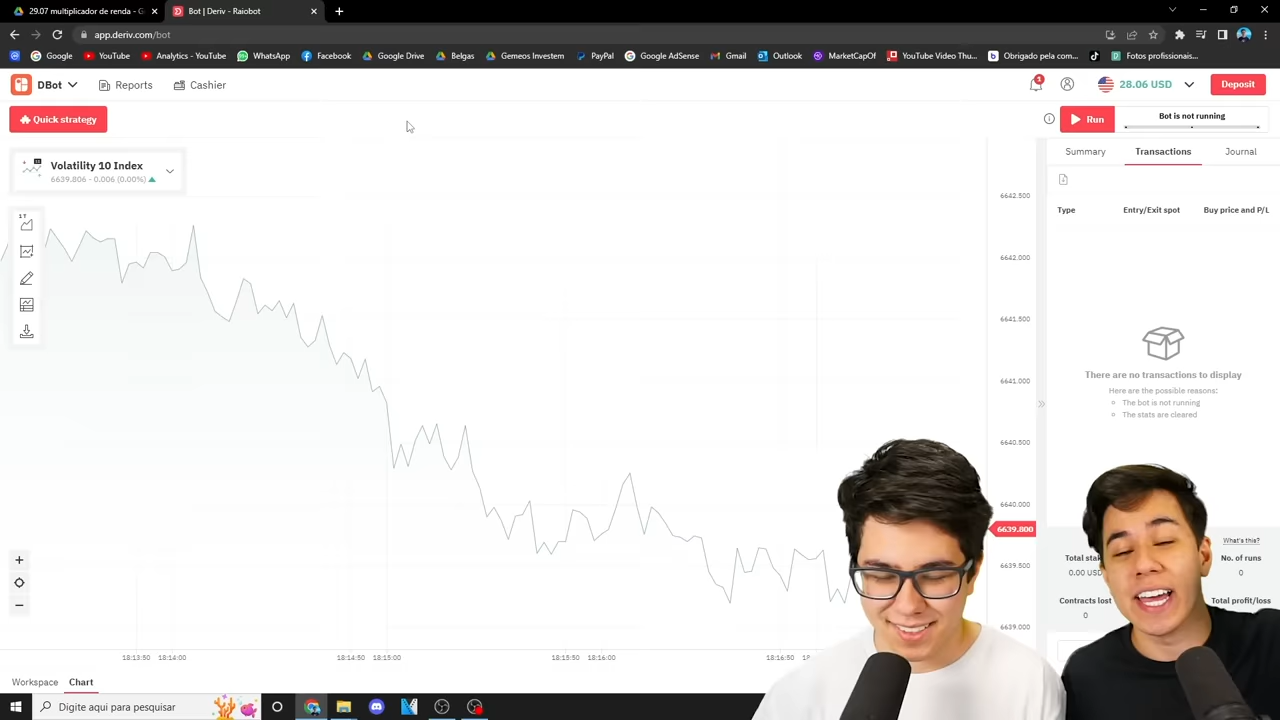 29.07 multiplicador de renda - G
Bot | Deriv - Raiobot
app.deriv.com/bot
Google
YouTube
Analytics - YouTube
WhatsApp
Facebook
Google Drive
Belgas
Gemeos Investem
PayPal
Google AdSense
Gmail
Outlook
MarketCapOf
YouTube Video Thu...
Obrigado pela com...
Fotos profissionais...
DBot
Reports
Cashier
1
28.06 USD
Deposit
Quick strategy
Run
Bot is not running
Summary
Transactions
Journal
Volatility 10 Index
6639.806 - 0.006 (0.00%)
1T
Type
Entry/Exit spot
Buy price and P/L
6642.500
6642.000
6641.500
6641.000
6640.500
6640.000
6639.800
6639.500
6639.000
There are no transactions to display
Here are the possible reasons:
The bot is not running
The stats are cleared
What's this?
Total stak
No. of runs
0.00 USD
0
Contracts lost
Total profit/loss
0
18:13:50
18:14:00
18:14:50
18:15:00
18:15:50
18:16:00
18:16:50
Workspace
Chart
Digite aqui para pesquisar